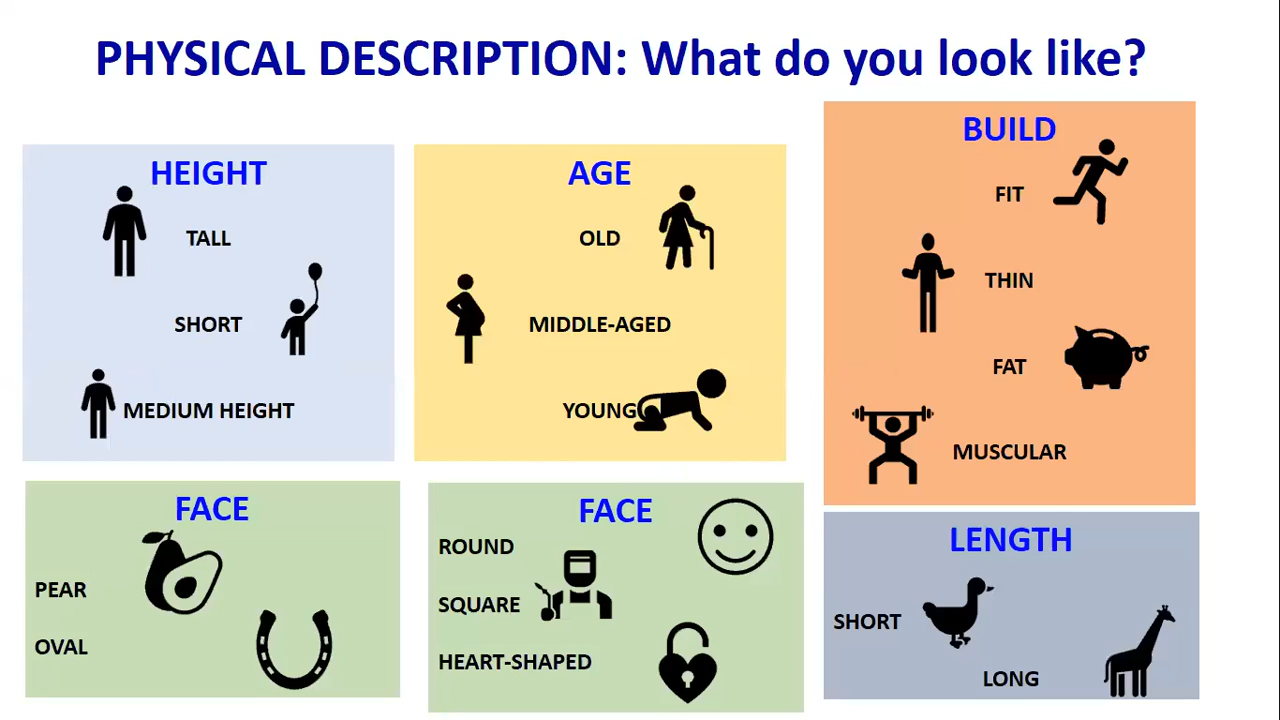 PHYSICAL DESCRIPTION: What do you look like?
HEIGHT
TALL
SHORT
MEDIUM HEIGHT
AGE
OLD
MIDDLE-AGED
YOUNG
BUILD
FIT
THIN
FAT
MUSCULAR
FACE
PEAR
OVAL
FACE
ROUND
SQUARE
HEART-SHAPED
LENGTH
SHORT
LONG